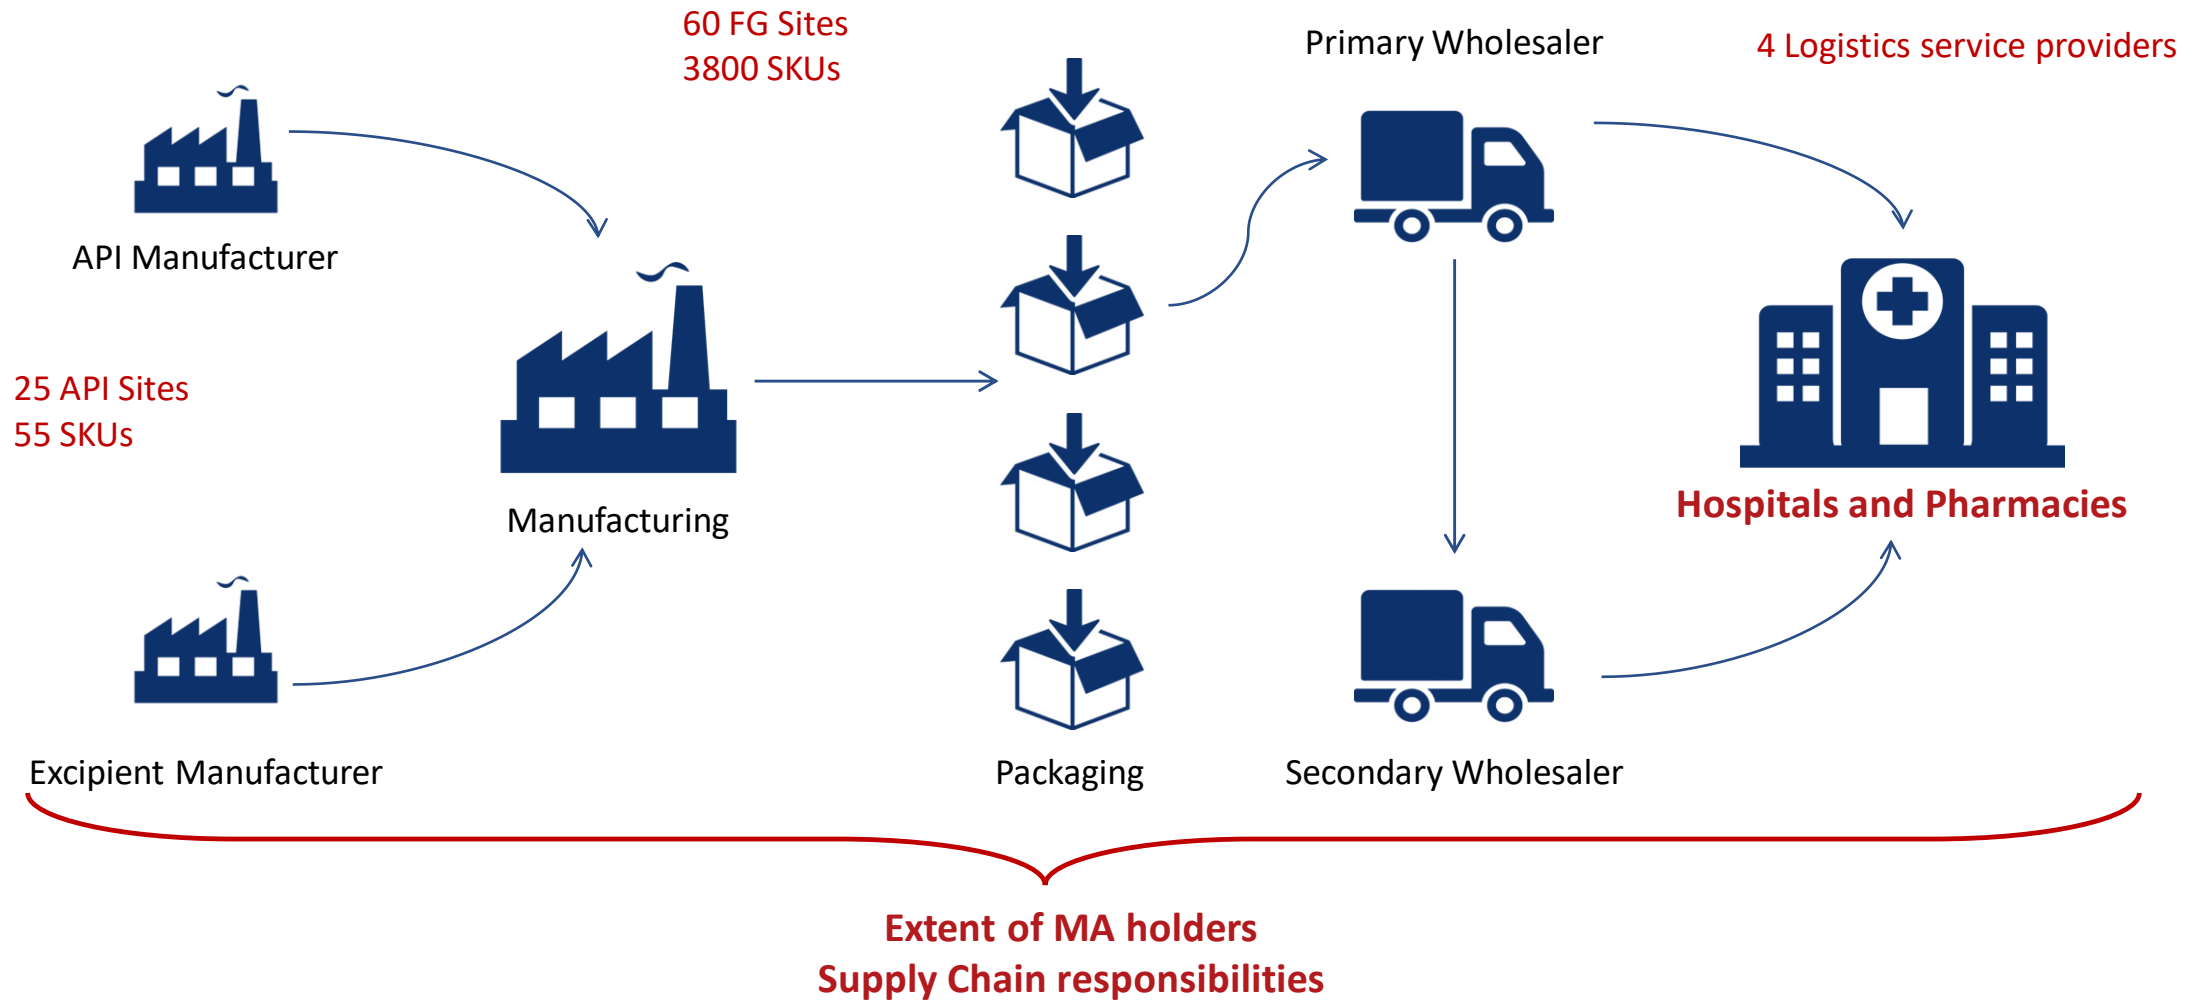 60 FG Sites
3800 SKUs
Primary Wholesaler
4 Logistics service providers
API Manufacturer
25 API Sites
55 SKUs
Manufacturing
Hospitals and Pharmacies
Excipient Manufacturer
Packaging
Secondary Wholesaler
Extent of MA holders
Supply Chain responsibilities